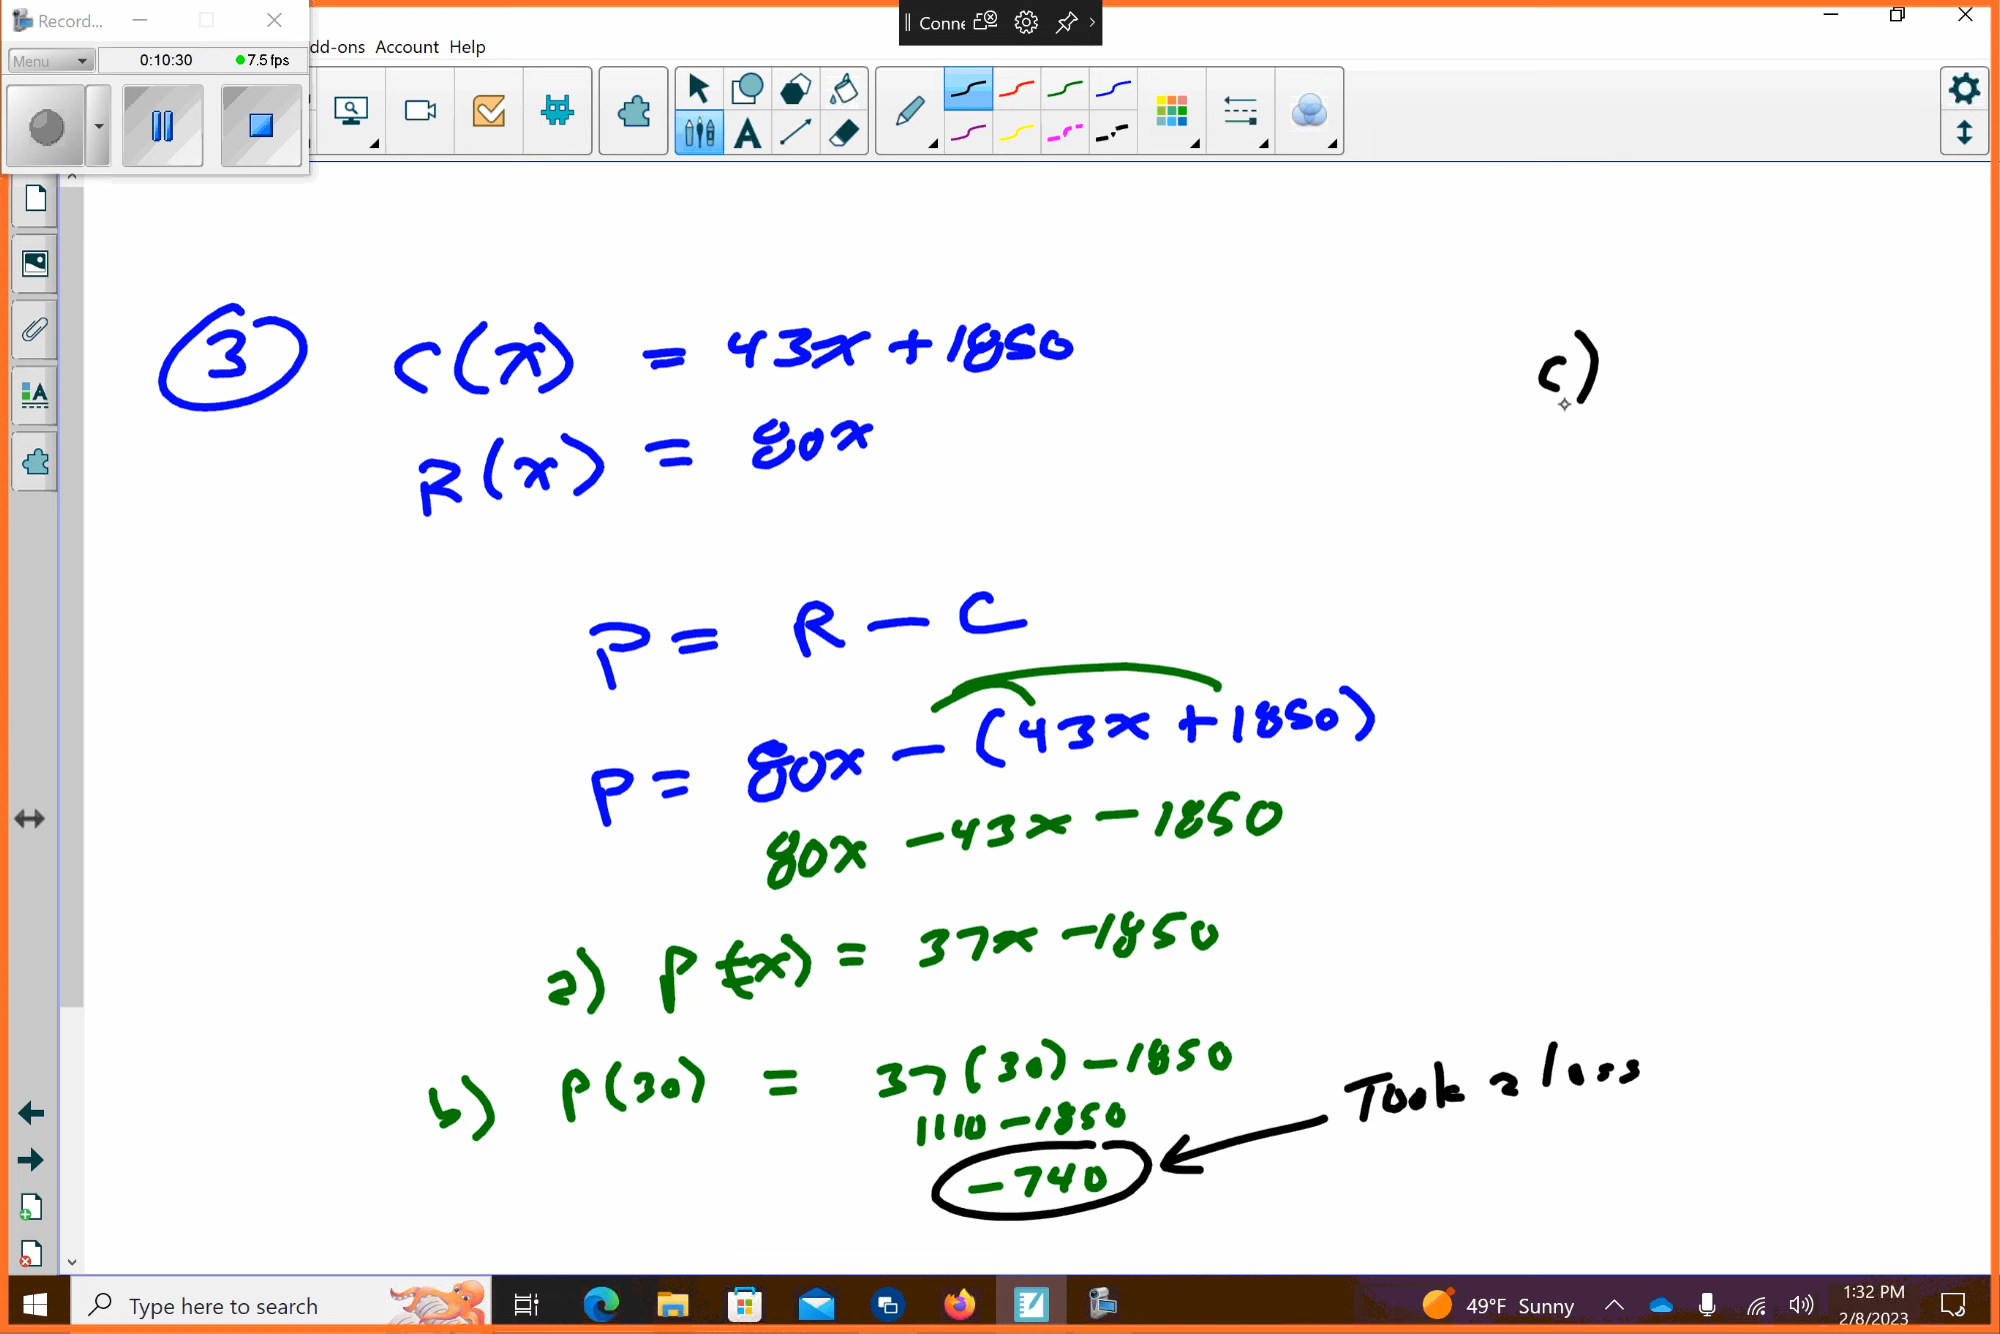 Record...
Menu
0:10:30
7.5 fps
Conne
dd-ons Account Help
3
C(x) = 43x + 1850
R(x) = 80x
c)
P = R - C
P = 80x - (43x + 1850)
80x - 43x - 1850
a) P(x) = 37x - 1850
b) P(30) = 37(30) - 1850
1110 - 1850
-740
Took a loss
Type here to search
49°F Sunny
1:32 PM
2/8/2023